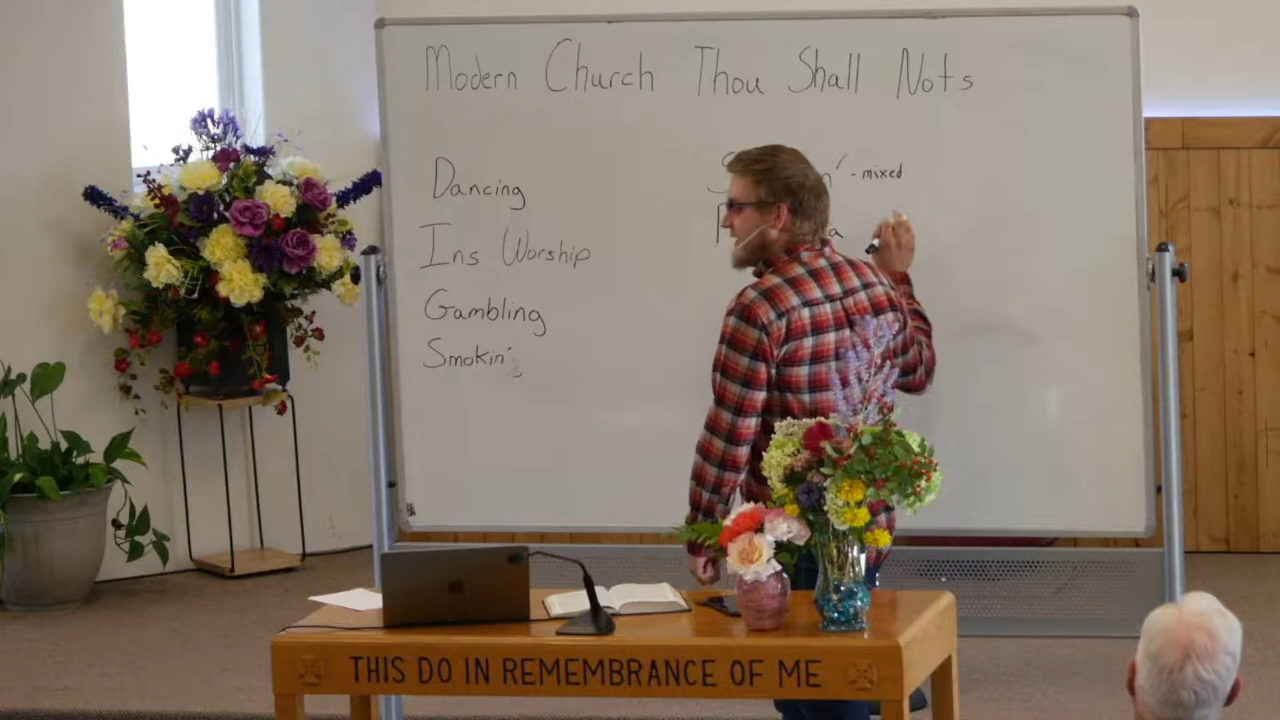 Modern Church Thou Shall Nots
Dancing
Ins Worship
Gambling
Smokin'
- mixed
THIS DO IN REMEMBRANCE OF ME